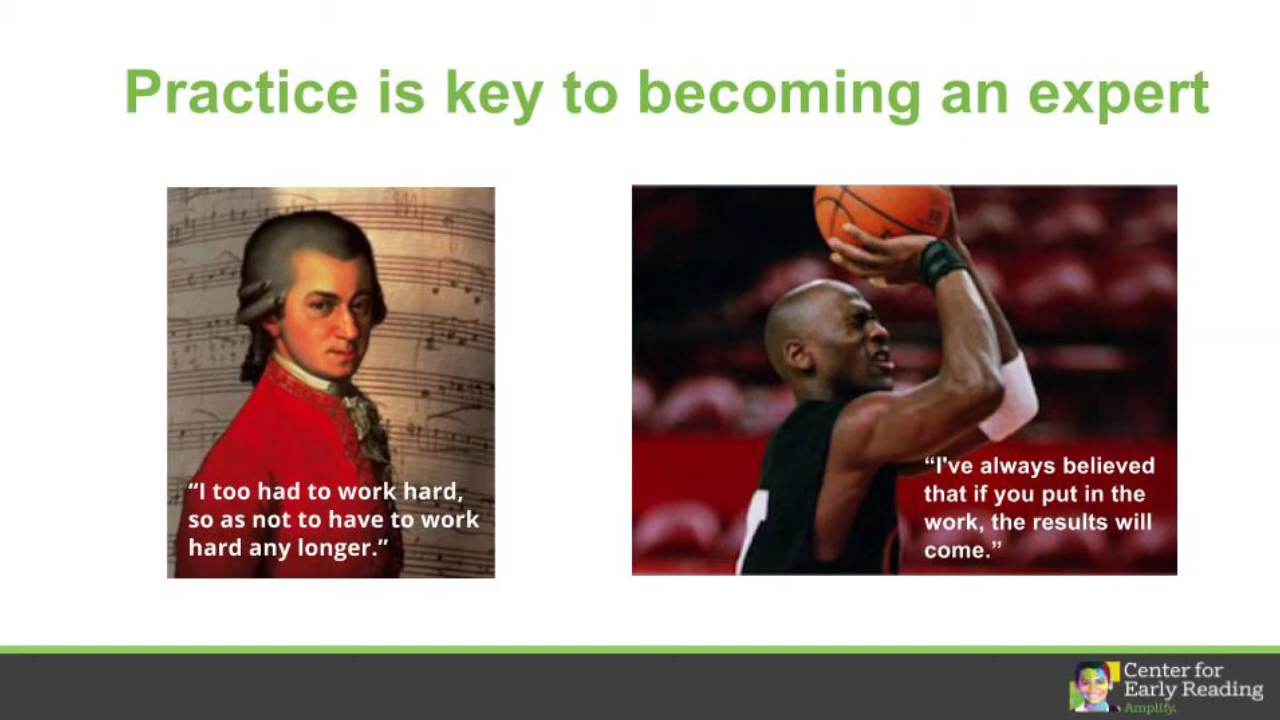 Practice is key to becoming an expert
“I too had to work hard,
so as not to have to work
hard any longer.”
“I've always believed
that if you put in the
work, the results will
come.”
Center for
Early Reading
Amplify.